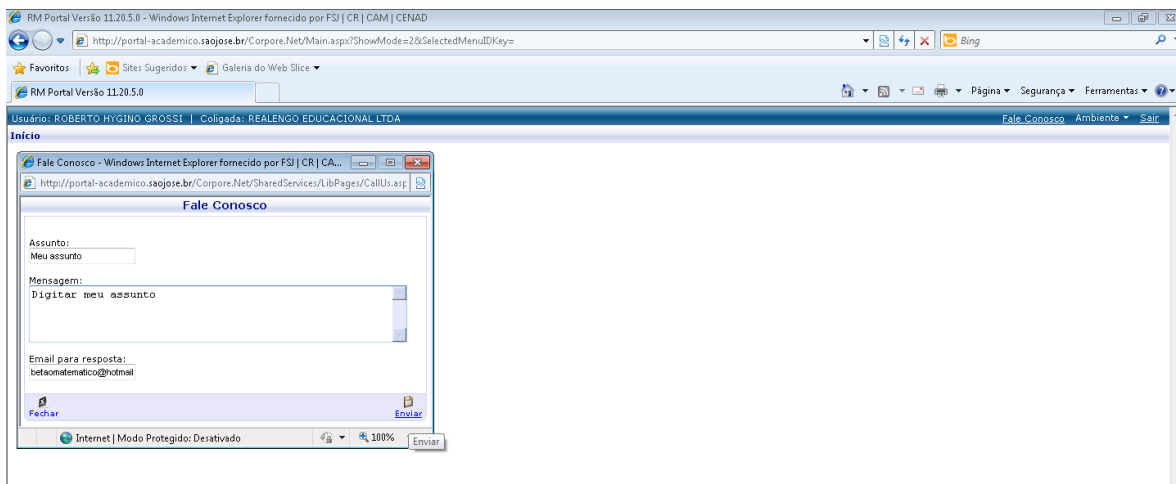 RM Portal Versão 11.20.5.0 - Windows Internet Explorer fornecido por FSJ | CR | CAM | CENAD
http://portal-academico.saojose.br/Corpore.Net/Main.aspx?ShowMode=2&SelectedMenuIDKey=
Bing
Favoritos Sites Sugeridos Galeria do Web Slice
RM Portal Versão 11.20.5.0 Página Segurança Ferramentas
Usuário: ROBERTO HYGINO GROSSI | Coligada: REALENGO EDUCACIONAL LTDA Fale Conosco Ambiente Sair
Início
Fale Conosco - Windows Internet Explorer fornecido por FSJ | CR | CA...
http://portal-academico.saojose.br/Corpore.Net/SharedServices/LibPages/CallUs.asp
Fale Conosco
Assunto:
Meu assunto
Mensagem:
Digitar meu assunto
Email para resposta:
betaomatematico@hotmail
Fechar Enviar
Internet | Modo Protegido: Desativado 100%
Enviar